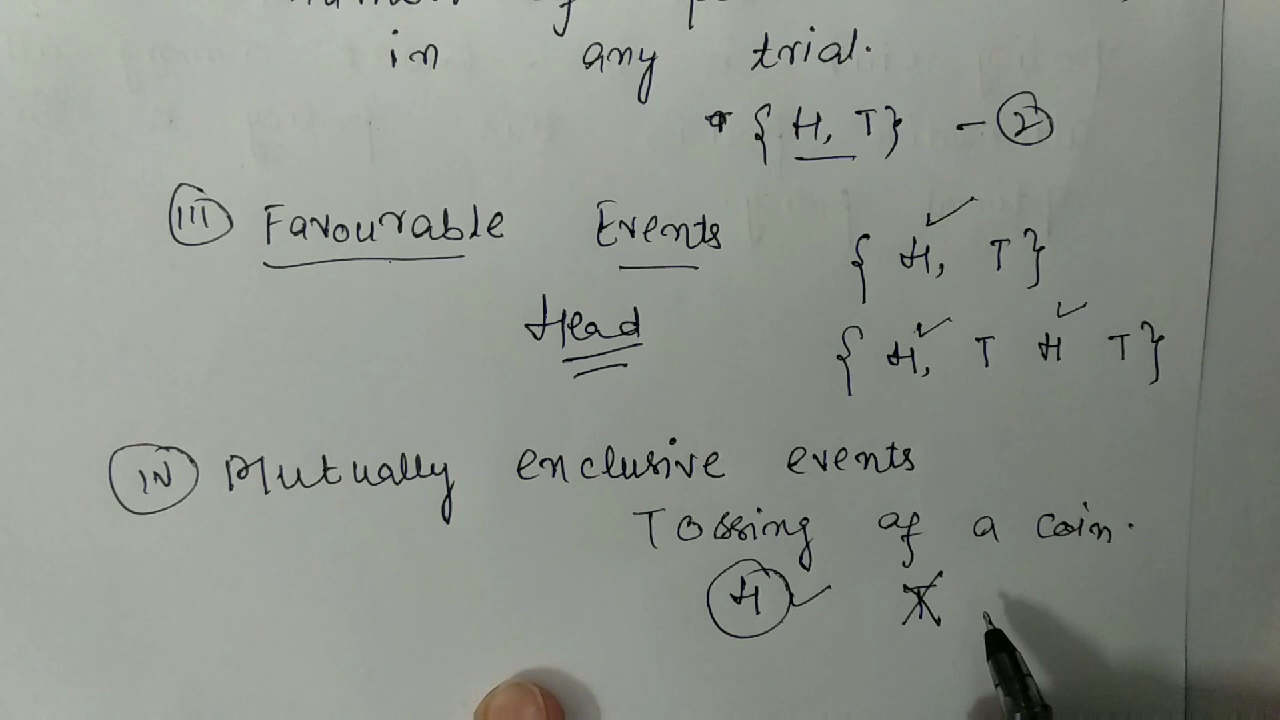 in any trial.
{ H, T} - 2
III Favourable Events { H, T}
Head { H, T H T}
IV Mutually exclusive events
Tossing of a coin.
H T